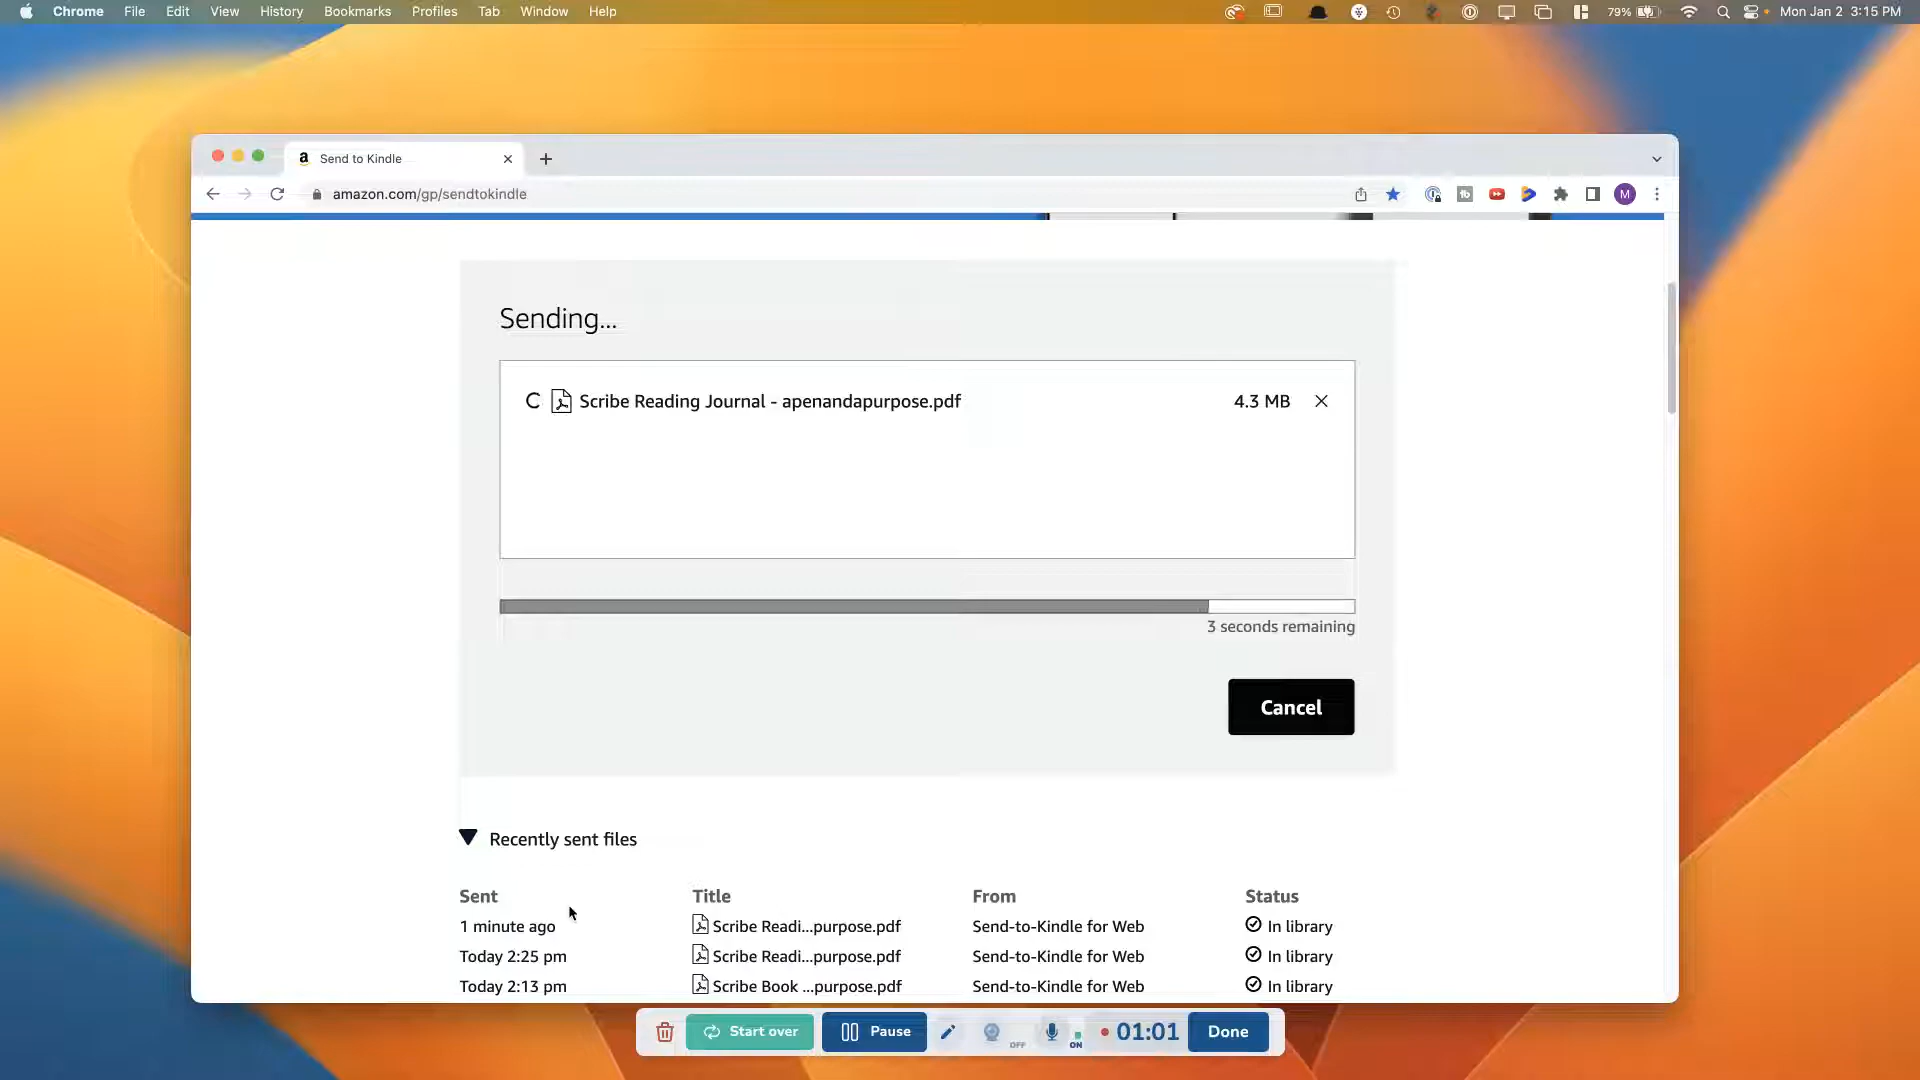 Chrome File Edit View History Bookmarks Profiles Tab Window Help 79% Mon Jan 2 3:15 PM
Send to Kindle
amazon.com/gp/sendtokindle
M
Sending...
Scribe Reading Journal - apenandapurpose.pdf 4.3 MB
3 seconds remaining
Cancel
Recently sent files
Sent Title From Status
1 minute ago Scribe Readi...purpose.pdf Send-to-Kindle for Web In library
Today 2:25 pm Scribe Readi...purpose.pdf Send-to-Kindle for Web In library
Today 2:13 pm Scribe Book ...purpose.pdf Send-to-Kindle for Web In library
Start over Pause OFF ON 01:01 Done